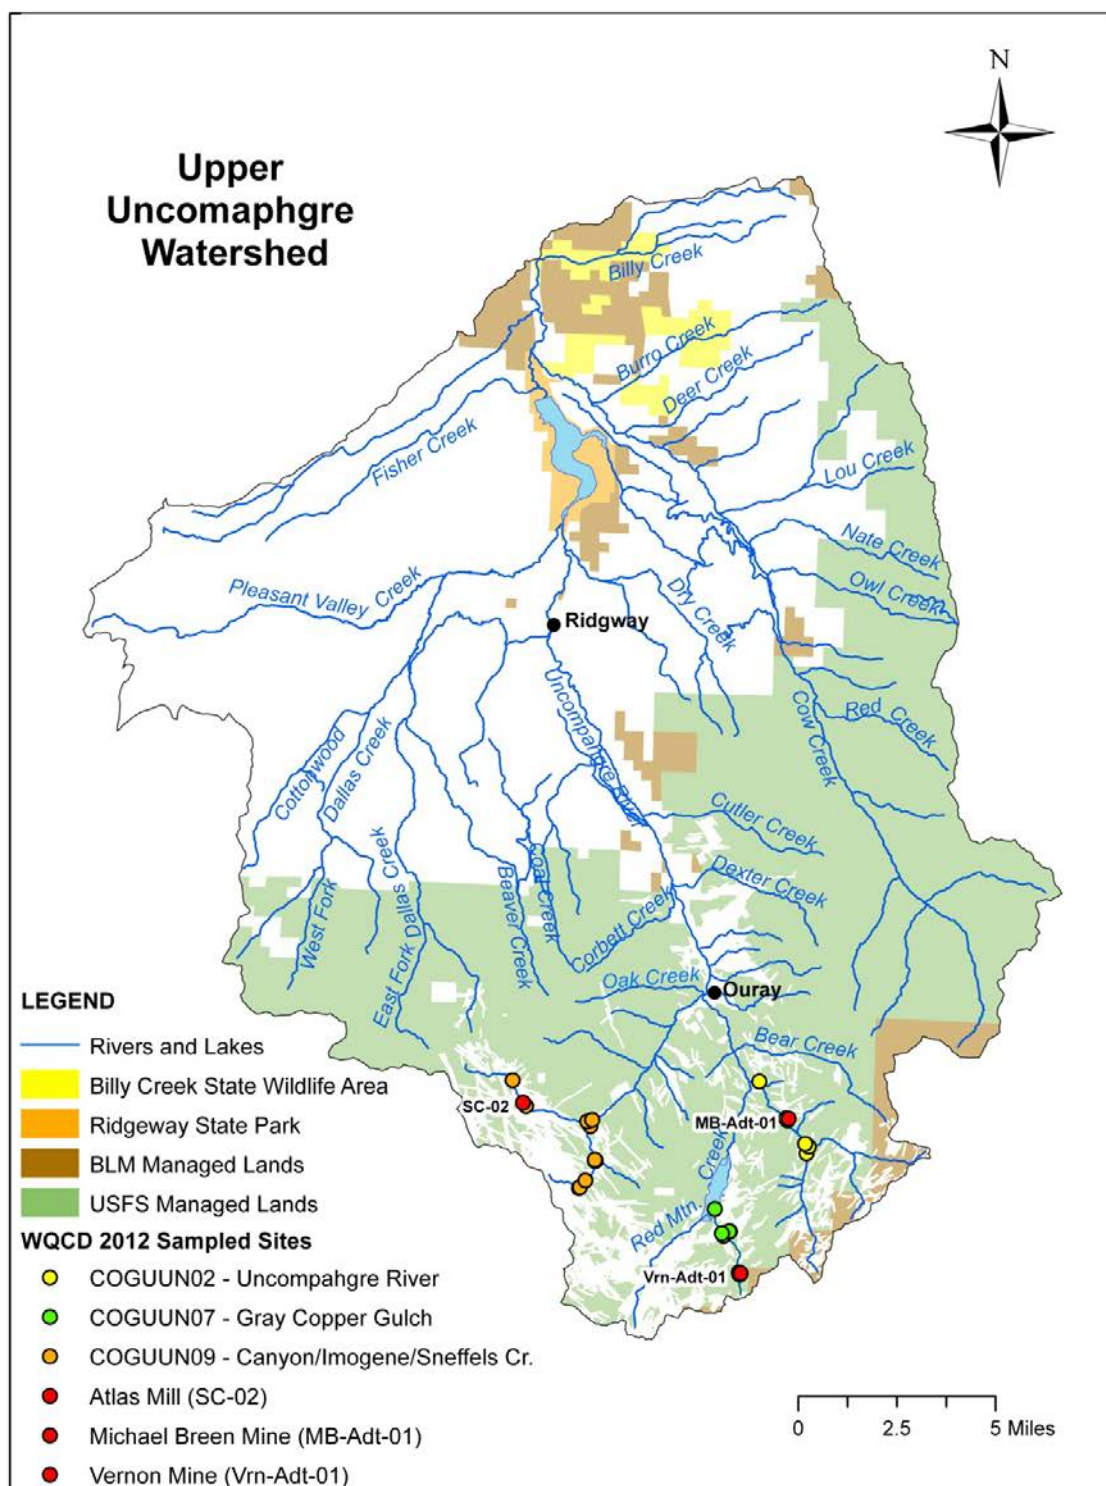 N
Upper
Uncomaphgre
Watershed
Billy Creek
Burro Creek
Deer Creek
Fisher Creek
Lou Creek
Nate Creek
Pleasant Valley Creek
Owl Creek
Dry Creek
Ridgway
Uncompahgre River
Cow Creek
Red Creek
Cottonwood
Dallas Creek
Cutler Creek
Dexter Creek
East Fork Dallas Creek
West Fork
Beaver Creek
Coal Creek
Corbett Creek
Oak Creek
Ouray
Bear Creek
SC-02
MB-Adt-01
Red Mtn. Creek
Vrn-Adt-01
LEGEND
Rivers and Lakes
Billy Creek State Wildlife Area
Ridgeway State Park
BLM Managed Lands
USFS Managed Lands
WQCD 2012 Sampled Sites
COGUUN02 - Uncompahgre River
COGUUN07 - Gray Copper Gulch
COGUUN09 - Canyon/Imogene/Sneffels Cr.
Atlas Mill (SC-02)
Michael Breen Mine (MB-Adt-01)
Vernon Mine (Vrn-Adt-01)
0 2.5 5 Miles